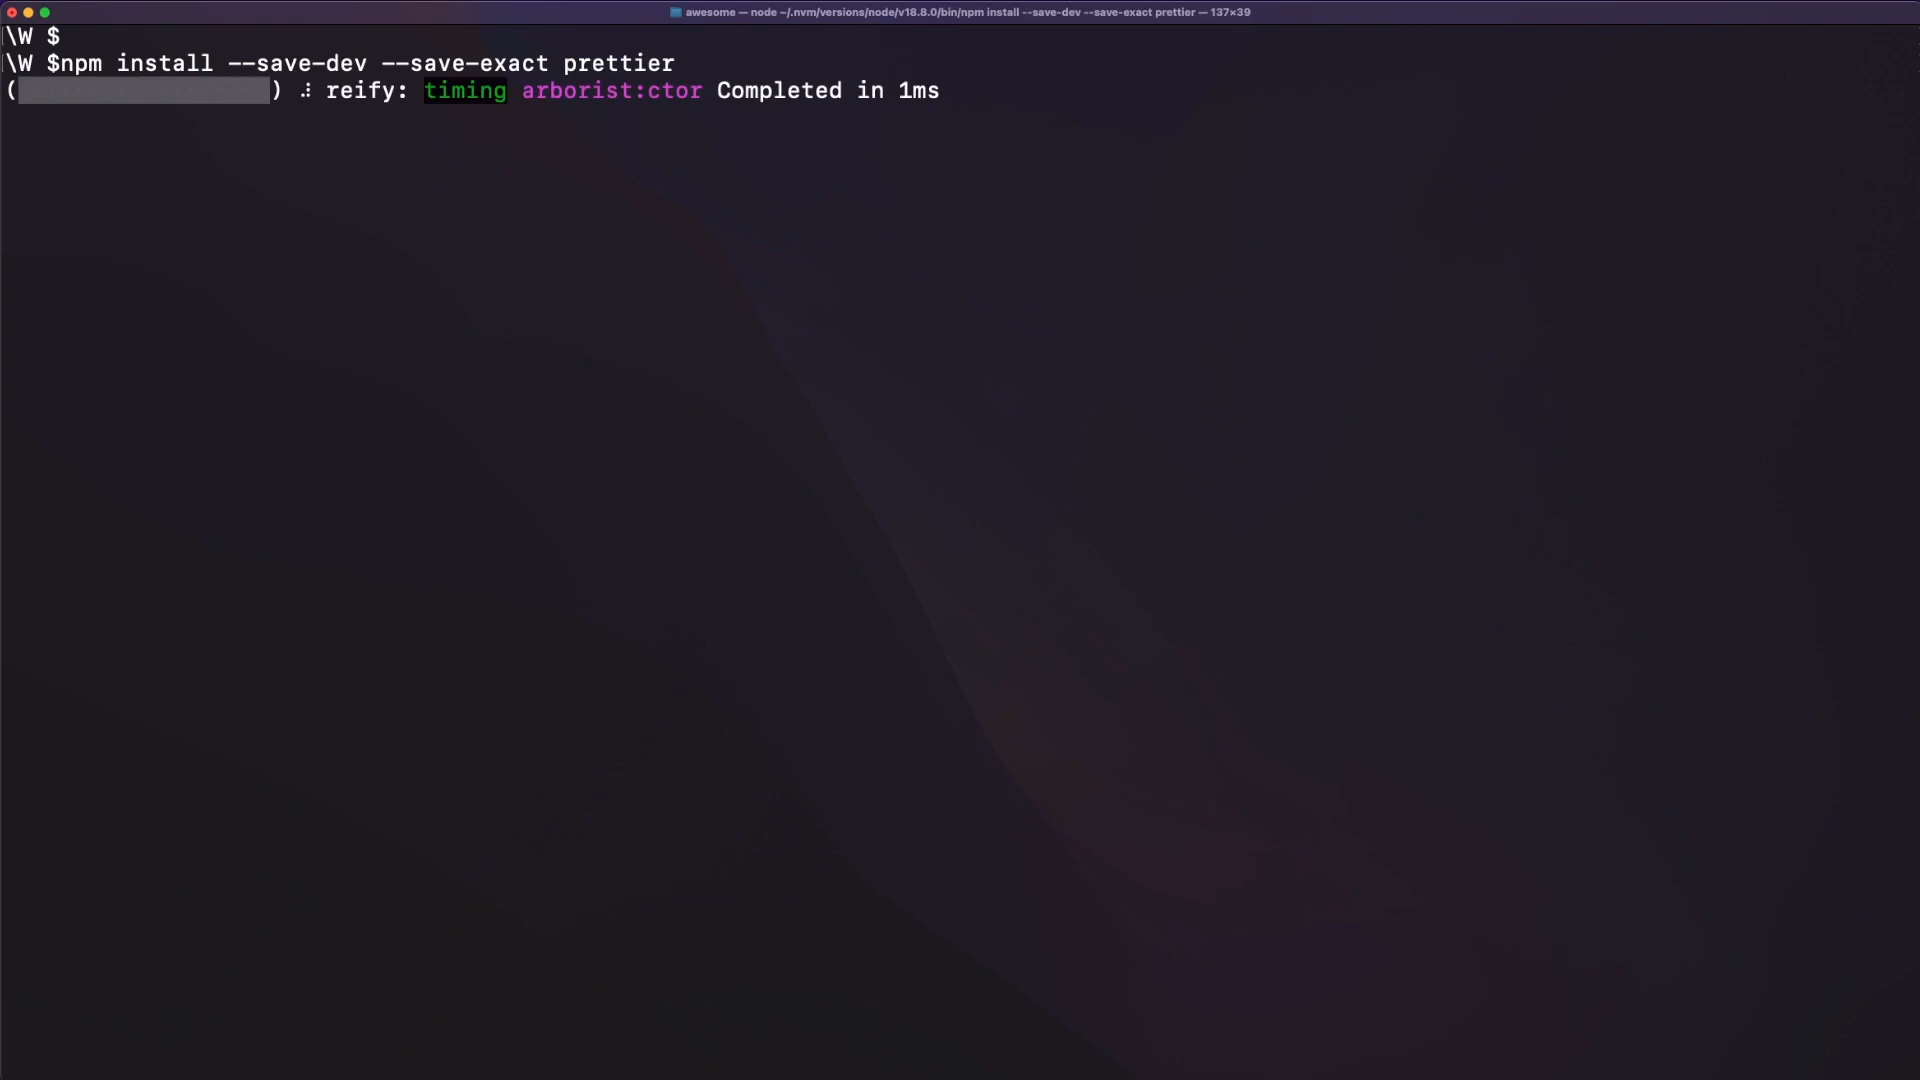 awesome — node ~/.nvm/versions/node/v18.8.0/bin/npm install --save-dev --save-exact prettier — 137×39
\W $
\W $npm install --save-dev --save-exact prettier
( ) ⠼ reify: timing arborist:ctor Completed in 1ms